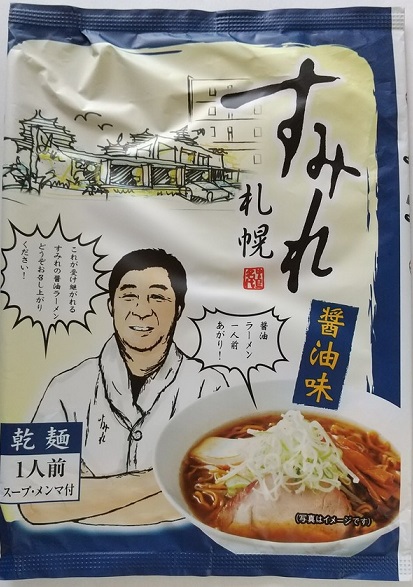 すみれ
札幌
これが受け継がれる
すみれの醤油ラーメン
どうぞお召し上がり
ください!
醤油
ラーメン
一人前
あがり!
醤油味
すみれ
乾麺
1人前
スープ・メンマ付
(写真はイメージです)